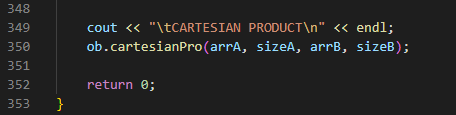 348
349 cout << "\tCARTESIAN PRODUCT\n" << endl;
350 ob.cartesianPro(arrA, sizeA, arrB, sizeB);
351
352 return 0;
353 }